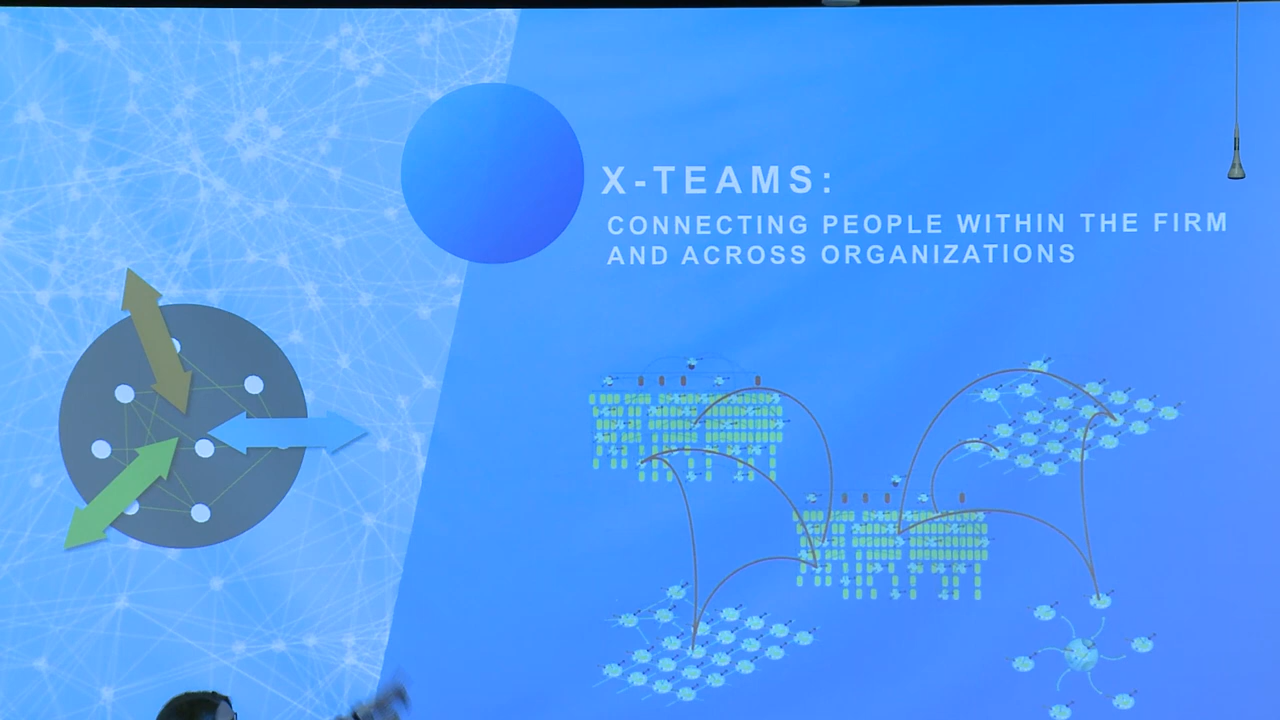 X-TEAMS:
CONNECTING PEOPLE WITHIN THE FIRM
AND ACROSS ORGANIZATIONS